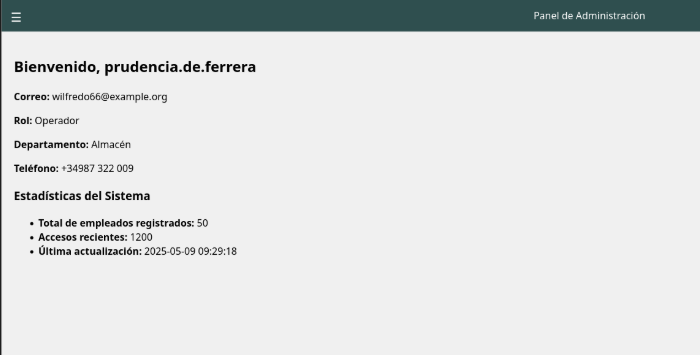 ☰ Panel de Administración
Bienvenido, prudencia.de.ferrera
Correo: wilfredo66@example.org
Rol: Operador
Departamento: Almacén
Teléfono: +34987 322 009
Estadísticas del Sistema
• Total de empleados registrados: 50
• Accesos recientes: 1200
• Última actualización: 2025-05-09 09:29:18